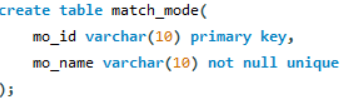 create table match_mode(
mo_id varchar(10) primary key,
mo_name varchar(10) not null unique
);